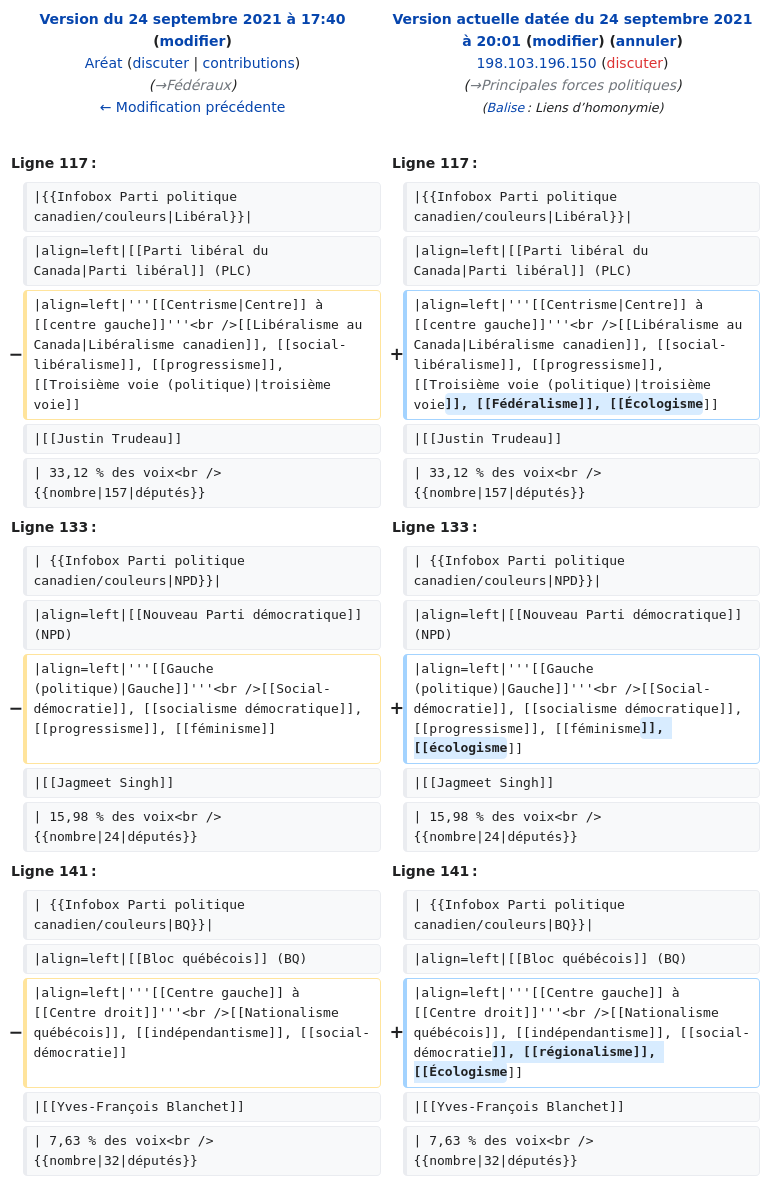 Version du 24 septembre 2021 à 17:40
(modifier)
Aréat (discuter | contributions)
(→Fédéraux)
← Modification précédente
Version actuelle datée du 24 septembre 2021
à 20:01 (modifier) (annuler)
198.103.196.150 (discuter)
(→Principales forces politiques)
(Balise : Liens d’homonymie)
Ligne 117 :
Ligne 117 :
|{{Infobox Parti politique
canadien/couleurs|Libéral}}|
|{{Infobox Parti politique
canadien/couleurs|Libéral}}|
|align=left|[[Parti libéral du
Canada|Parti libéral]] (PLC)
|align=left|[[Parti libéral du
Canada|Parti libéral]] (PLC)
−
|align=left|'''[[Centrisme|Centre]] à
[[centre gauche]]'''<br />[[Libéralisme au
Canada|Libéralisme canadien]], [[social-
libéralisme]], [[progressisme]],
[[Troisième voie (politique)|troisième
voie]]
+
|align=left|'''[[Centrisme|Centre]] à
[[centre gauche]]'''<br />[[Libéralisme au
Canada|Libéralisme canadien]], [[social-
libéralisme]], [[progressisme]],
[[Troisième voie (politique)|troisième
voie]], [[Fédéralisme]], [[Écologisme]]
|[[Justin Trudeau]]
|[[Justin Trudeau]]
| 33,12 % des voix<br />
{{nombre|157|députés}}
| 33,12 % des voix<br />
{{nombre|157|députés}}
Ligne 133 :
Ligne 133 :
| {{Infobox Parti politique
canadien/couleurs|NPD}}|
| {{Infobox Parti politique
canadien/couleurs|NPD}}|
|align=left|[[Nouveau Parti démocratique]]
(NPD)
|align=left|[[Nouveau Parti démocratique]]
(NPD)
−
|align=left|'''[[Gauche
(politique)|Gauche]]'''<br />[[Social-
démocratie]], [[socialisme démocratique]],
[[progressisme]], [[féminisme]]
+
|align=left|'''[[Gauche
(politique)|Gauche]]'''<br />[[Social-
démocratie]], [[socialisme démocratique]],
[[progressisme]], [[féminisme]],
[[écologisme]]
|[[Jagmeet Singh]]
|[[Jagmeet Singh]]
| 15,98 % des voix<br />
{{nombre|24|députés}}
| 15,98 % des voix<br />
{{nombre|24|députés}}
Ligne 141 :
Ligne 141 :
| {{Infobox Parti politique
canadien/couleurs|BQ}}|
| {{Infobox Parti politique
canadien/couleurs|BQ}}|
|align=left|[[Bloc québécois]] (BQ)
|align=left|[[Bloc québécois]] (BQ)
−
|align=left|'''[[Centre gauche]] à
[[Centre droit]]'''<br />[[Nationalisme
québécois]], [[indépendantisme]], [[social-
démocratie]]
+
|align=left|'''[[Centre gauche]] à
[[Centre droit]]'''<br />[[Nationalisme
québécois]], [[indépendantisme]], [[social-
démocratie]], [[régionalisme]],
[[Écologisme]]
|[[Yves-François Blanchet]]
|[[Yves-François Blanchet]]
| 7,63 % des voix<br />
{{nombre|32|députés}}
| 7,63 % des voix<br />
{{nombre|32|députés}}